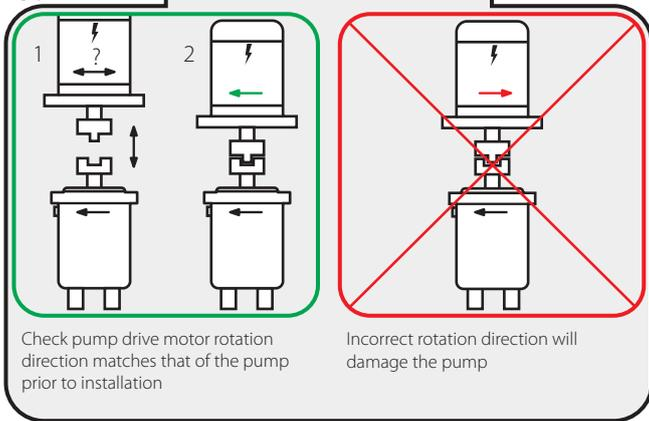 1
?
2
Check pump drive motor rotation
direction matches that of the pump
prior to installation
Incorrect rotation direction will
damage the pump